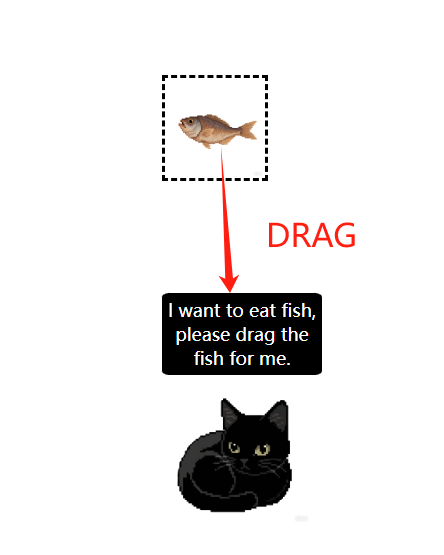 DRAG
I want to eat fish,
please drag the
fish for me.